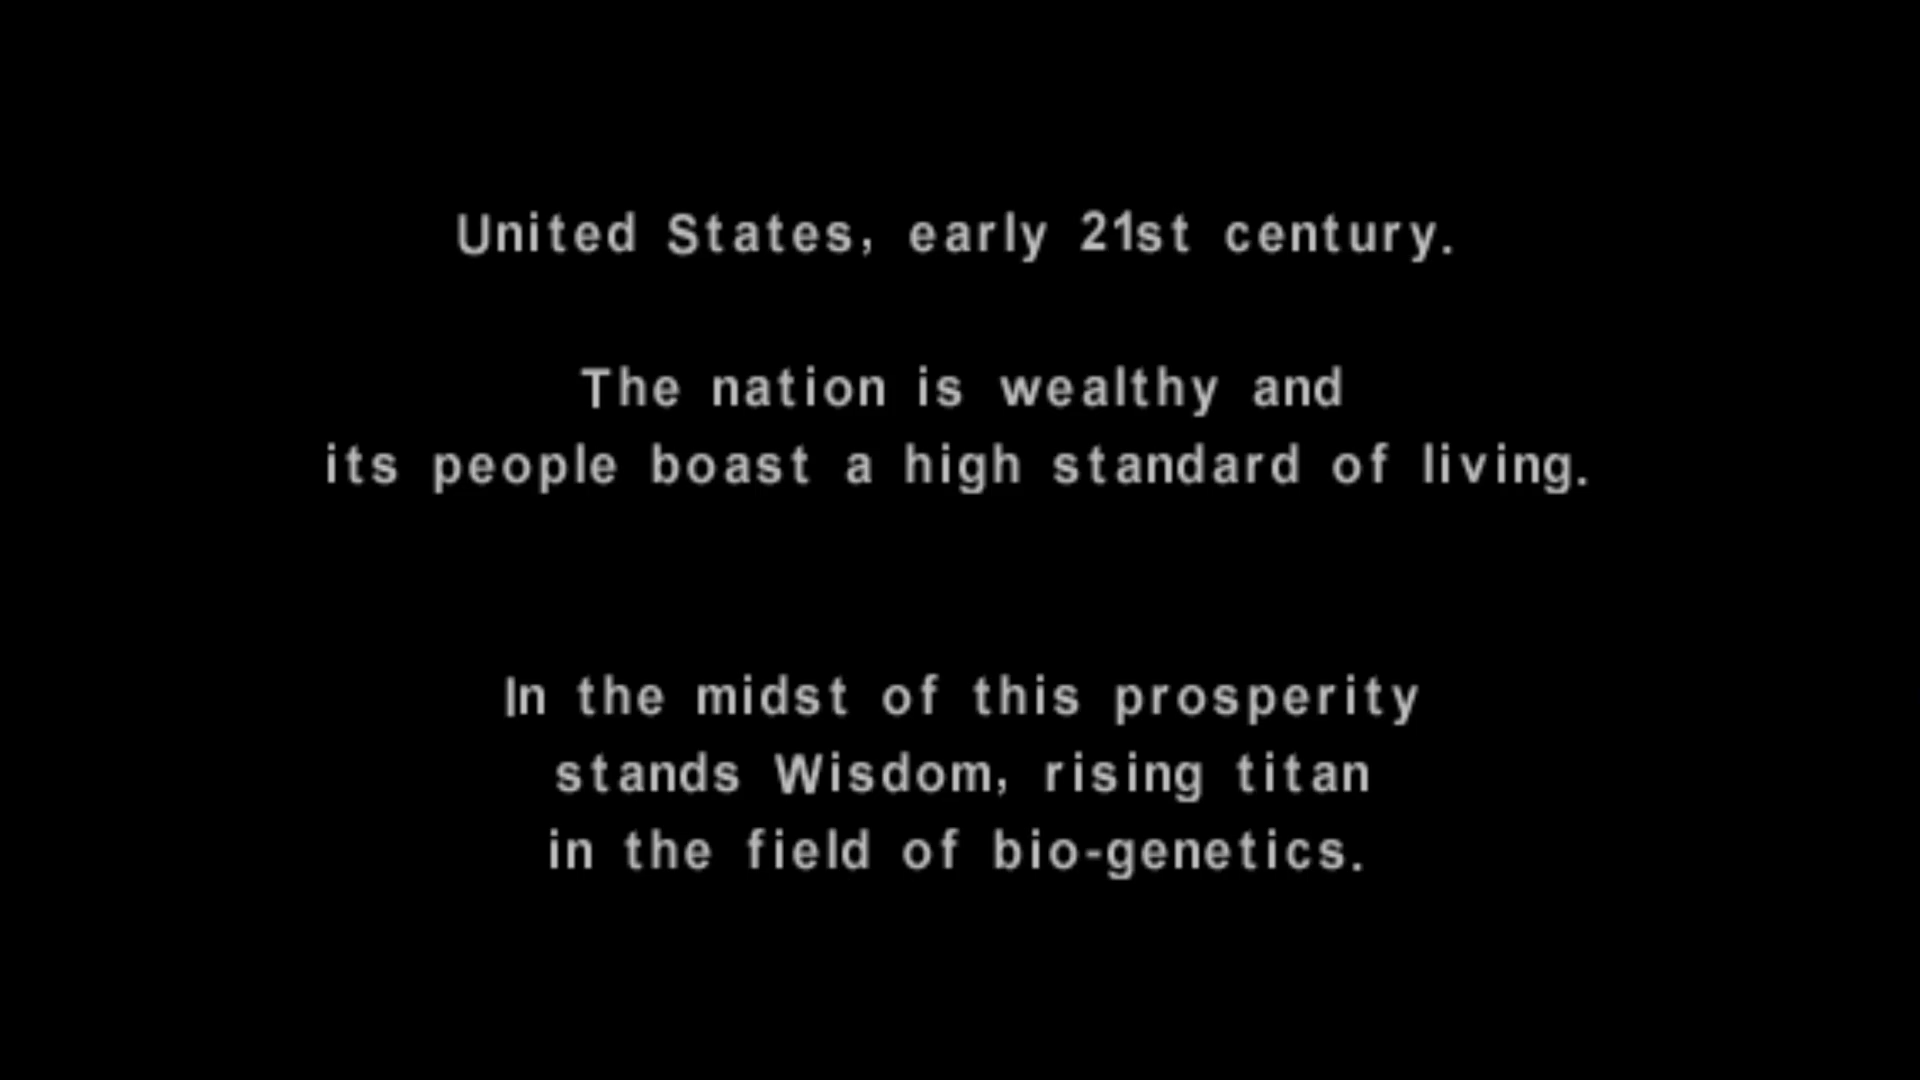 United States, early 21st century.
The nation is wealthy and
its people boast a high standard of living.
In the midst of this prosperity
stands Wisdom, rising titan
in the field of bio-genetics.